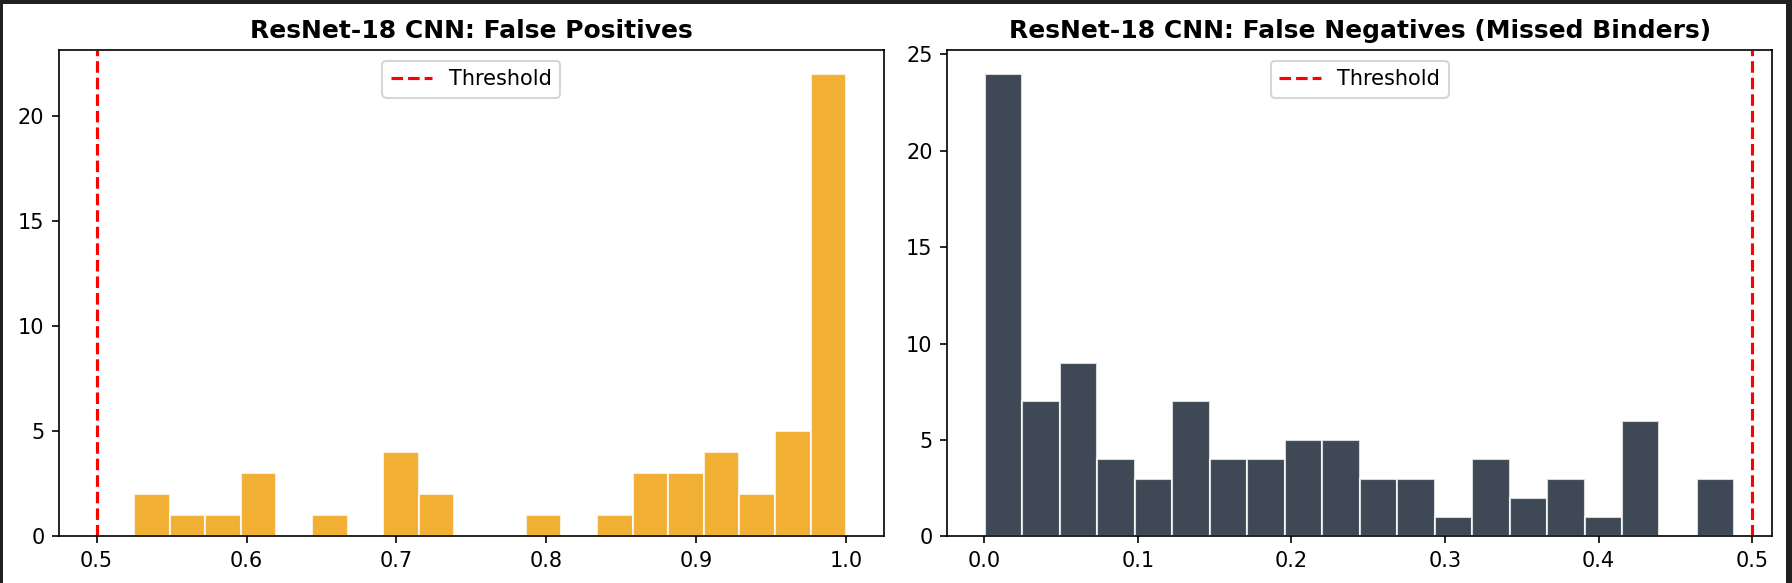 ResNet-18 CNN: False Positives
Threshold
20
15
10
5
0
0.5 0.6 0.7 0.8 0.9 1.0
ResNet-18 CNN: False Negatives (Missed Binders)
Threshold
25
20
15
10
5
0
0.0 0.1 0.2 0.3 0.4 0.5